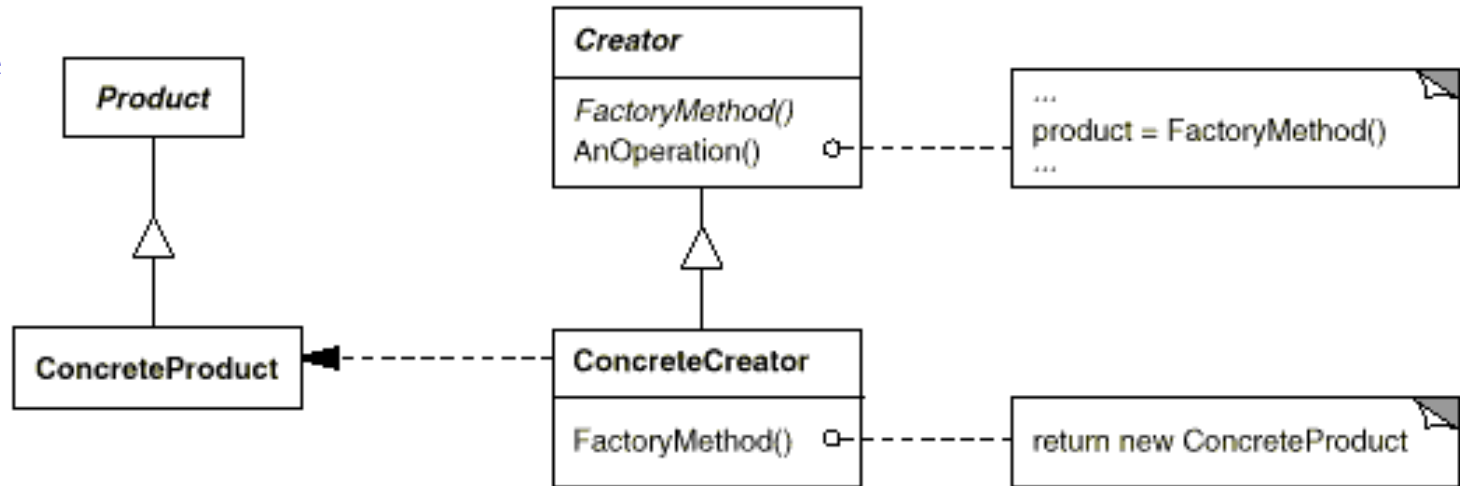 Product
ConcreteProduct
Creator
FactoryMethod()
AnOperation()
...
product = FactoryMethod()
...
ConcreteCreator
FactoryMethod()
return new ConcreteProduct